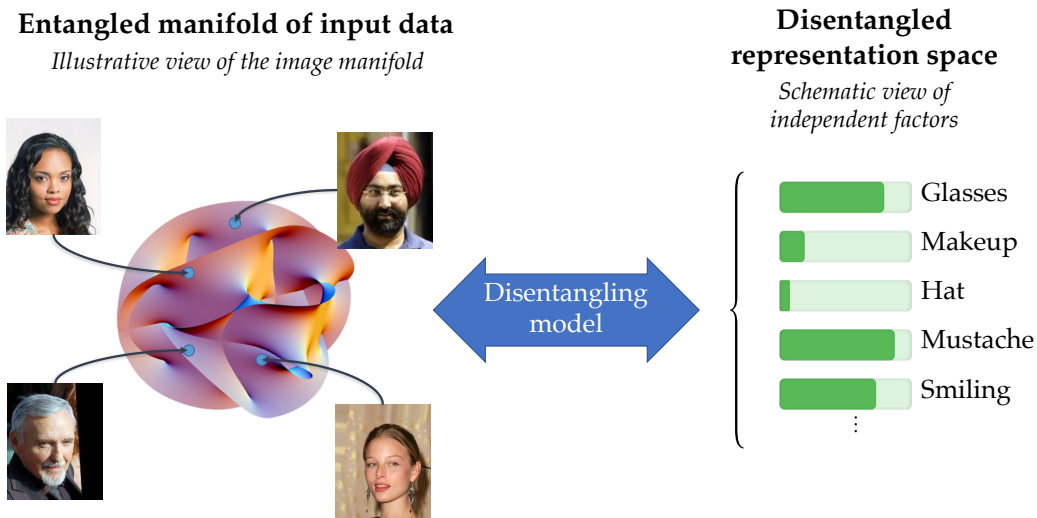 Entangled manifold of input data
Illustrative view of the image manifold
Disentangled
representation space
Schematic view of
independent factors
Disentangling
model
Glasses
Makeup
Hat
Mustache
Smiling
⋮